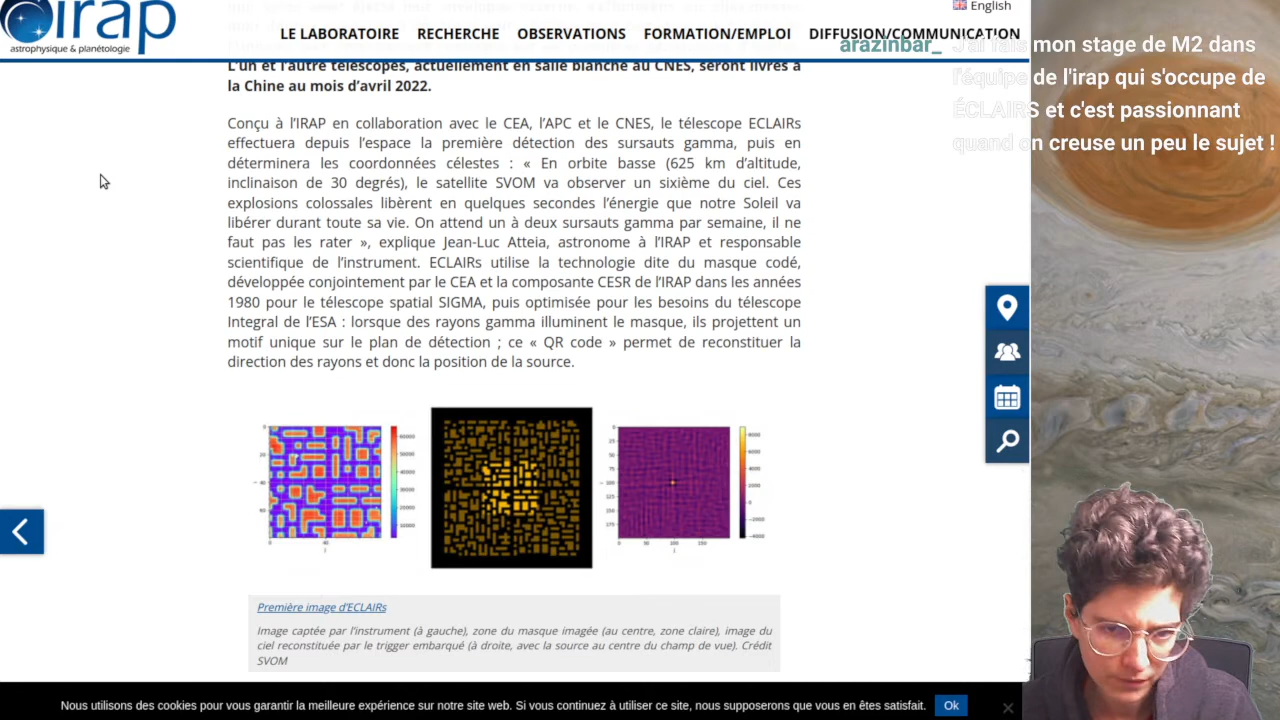 irap
astrophysique & planétologie
English
LE LABORATOIRE RECHERCHE OBSERVATIONS FORMATION/EMPLOI DIFFUSION/COMMUNICATION
arazinbar_ J'ai fais mon stage de M2 dans
l'équipe de l'irap qui s'occupe de
ÉCLAIRS et c'est passionnant
quand on creuse un peu le sujet !
L'un et l'autre télescopes, actuellement en salle blanche au CNES, seront livrés à
la Chine au mois d'avril 2022.
Conçu à l'IRAP en collaboration avec le CEA, l'APC et le CNES, le télescope ECLAIRs
effectuera depuis l'espace la première détection des sursauts gamma, puis en
déterminera les coordonnées célestes : « En orbite basse (625 km d'altitude,
inclinaison de 30 degrés), le satellite SVOM va observer un sixième du ciel. Ces
explosions colossales libèrent en quelques secondes l'énergie que notre Soleil va
libérer durant toute sa vie. On attend un à deux sursauts gamma par semaine, il ne
faut pas les rater », explique Jean-Luc Atteia, astronome à l'IRAP et responsable
scientifique de l'instrument. ECLAIRs utilise la technologie dite du masque codé,
développée conjointement par le CEA et la composante CESR de l'IRAP dans les années
1980 pour le télescope spatial SIGMA, puis optimisée pour les besoins du télescope
Integral de l'ESA : lorsque des rayons gamma illuminent le masque, ils projettent un
motif unique sur le plan de détection ; ce « QR code » permet de reconstituer la
direction des rayons et donc la position de la source.
Première image d'ECLAIRs
Image captée par l'instrument (à gauche), zone du masque imagée (au centre, zone claire), image du
ciel reconstituée par le trigger embarqué (à droite, avec la source au centre du champ de vue). Crédit
SVOM
Nous utilisons des cookies pour vous garantir la meilleure expérience sur notre site web. Si vous continuez à utiliser ce site, nous supposerons que vous en êtes satisfait. Ok